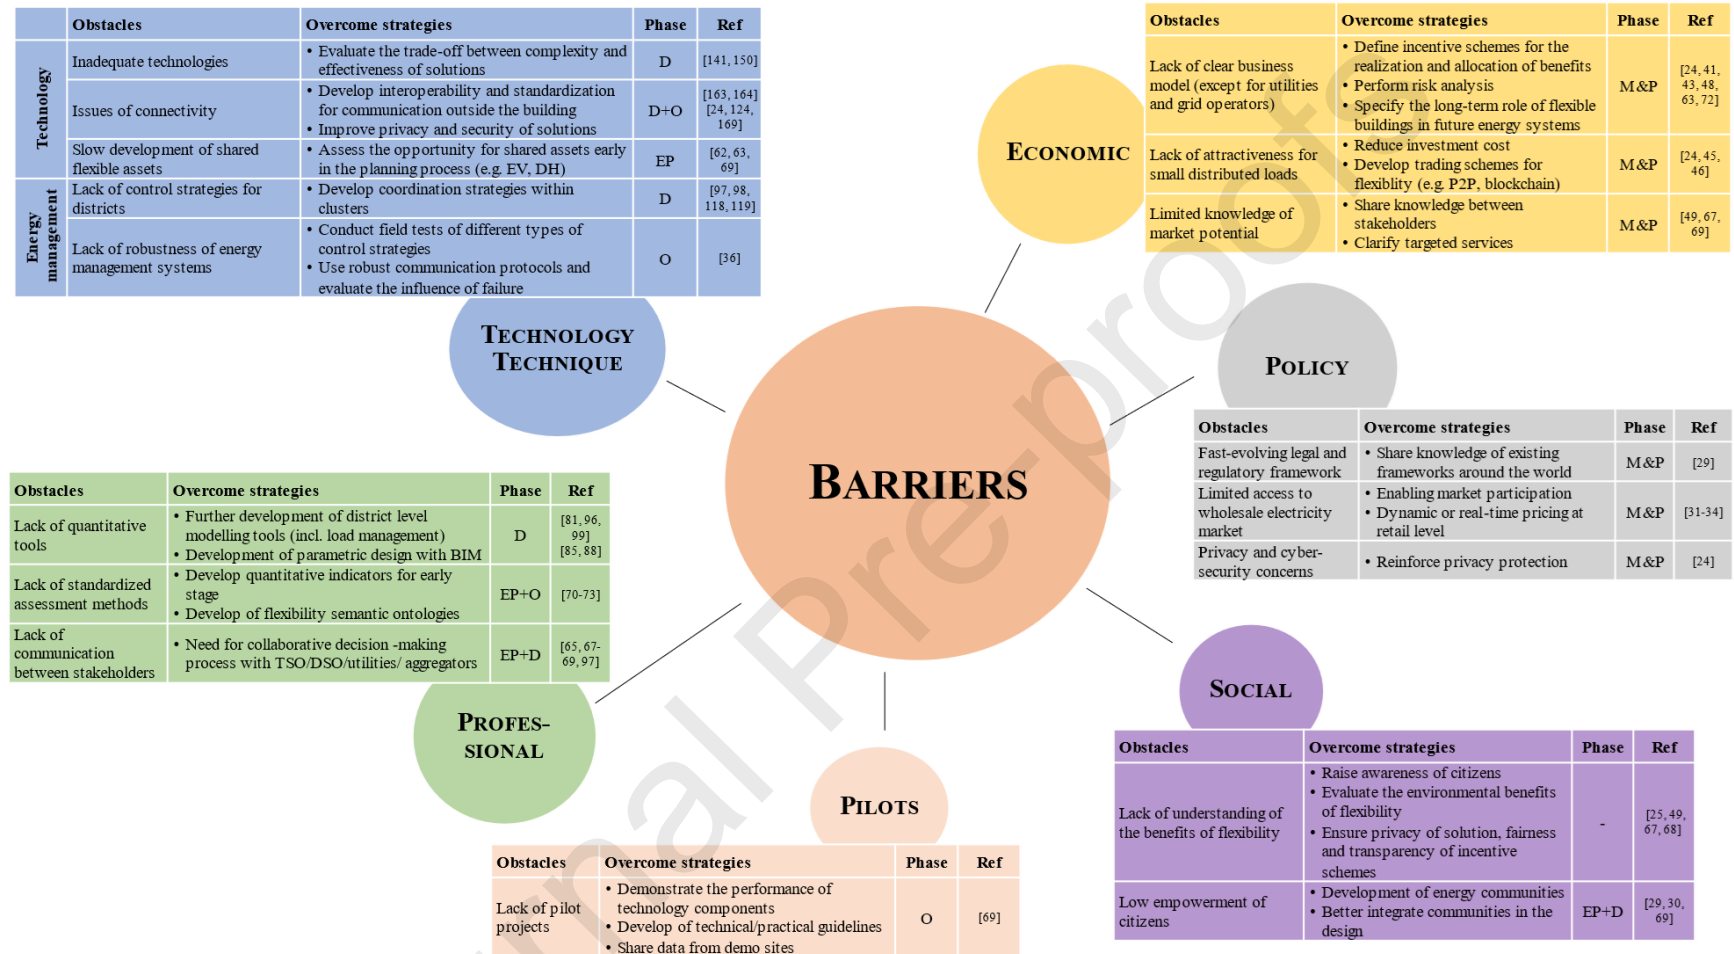 Obstacles Overcome strategies Phase Ref
Technology
Inadequate technologies
• Evaluate the trade-off between complexity and
effectiveness of solutions
D
[141, 150]
Issues of connectivity
• Develop interoperability and standardization
for communication outside the building
• Improve privacy and security of solutions
D+O
[163, 164]
[24, 124,
169]
Slow development of shared
flexible assets
• Assess the opportunity for shared assets early
in the planning process (e.g. EV, DH)
EP
[62, 63,
69]
Energy
management
Lack of control strategies for
districts
• Develop coordination strategies within
clusters
D
[97, 98,
118, 119]
Lack of robustness of energy
management systems
• Conduct field tests of different types of
control strategies
• Use robust communication protocols and
evaluate the influence of failure
O
[36]
TECHNOLOGY
TECHNIQUE
ECONOMIC
Obstacles Overcome strategies Phase Ref
Lack of clear business
model (except for utilities
and grid operators)
• Define incentive schemes for the
realization and allocation of benefits
• Perform risk analysis
• Specify the long-term role of flexible
buildings in future energy systems
M&P
[24, 41,
43, 48,
63, 72]
Lack of attractiveness for
small distributed loads
• Reduce investment cost
• Develop trading schemes for
flexiblity (e.g. P2P, blockchain)
M&P
[24, 45,
46]
Limited knowledge of
market potential
• Share knowledge between
stakeholders
• Clarify targeted services
M&P
[49, 67,
69]
POLICY
Obstacles Overcome strategies Phase Ref
Fast-evolving legal and
regulatory framework
• Share knowledge of existing
frameworks around the world
M&P
[29]
Limited access to
wholesale electricity
market
• Enabling market participation
• Dynamic or real-time pricing at
retail level
M&P
[31-34]
Privacy and cyber-
security concerns
• Reinforce privacy protection
M&P
[24]
BARRIERS
Obstacles Overcome strategies Phase Ref
Lack of quantitative
tools
• Further development of district level
modelling tools (incl. load management)
• Development of parametric design with BIM
D
[81, 96,
99]
[85, 88]
Lack of standardized
assessment methods
• Develop quantitative indicators for early
stage
• Develop of flexibility semantic ontologies
EP+O
[70-73]
Lack of
communication
between stakeholders
• Need for collaborative decision -making
process with TSO/DSO/utilities/ aggregators
EP+D
[65, 67-
69, 97]
PROFES-
SIONAL
PILOTS
Obstacles Overcome strategies Phase Ref
Lack of pilot
projects
• Demonstrate the performance of
technology components
• Develop of technical/practical guidelines
• Share data from demo sites
O
[69]
SOCIAL
Obstacles Overcome strategies Phase Ref
Lack of understanding of
the benefits of flexibility
• Raise awareness of citizens
• Evaluate the environmental benefits
of flexibility
• Ensure privacy of solution, fairness
and transparency of incentive
schemes
-
[25, 49,
67, 68]
Low empowerment of
citizens
• Development of energy communities
• Better integrate communities in the
design
EP+D
[29, 30,
69]
rnal Pre-proofs